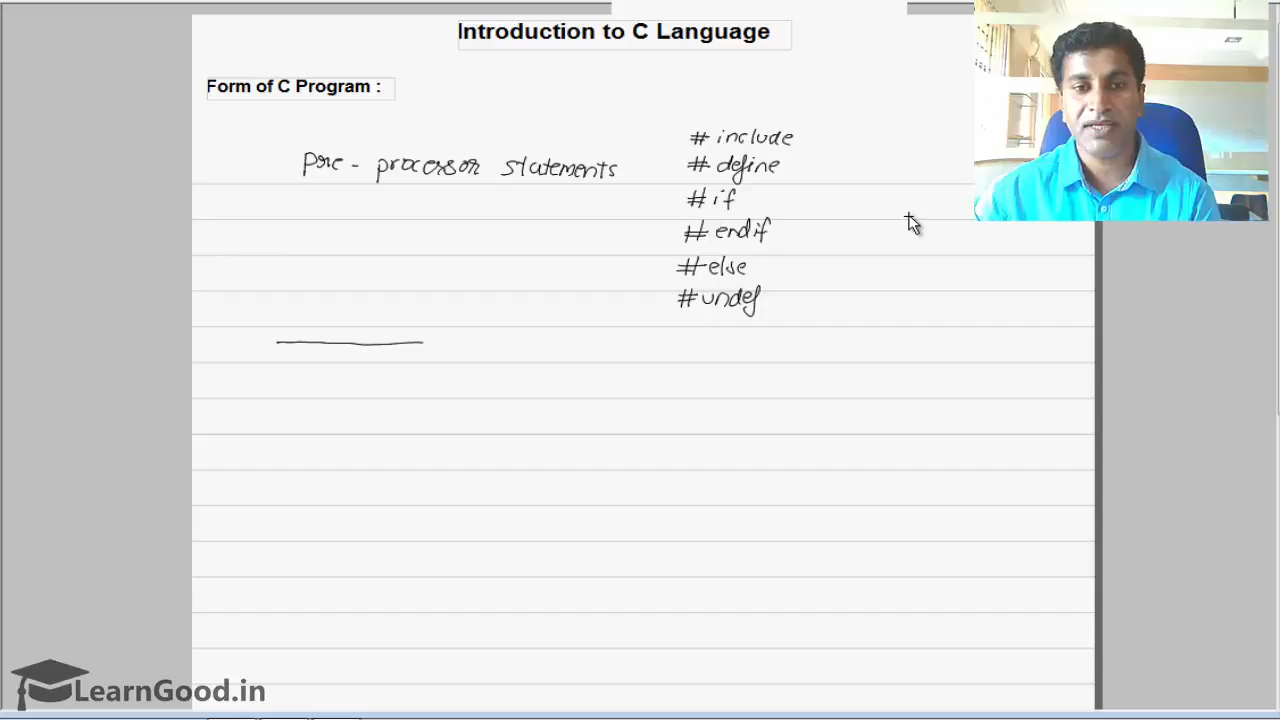 Introduction to C Language
Form of C Program :
# include
Pre - processor statements
# define
# if
# endif
# else
# undef
LearnGood.in